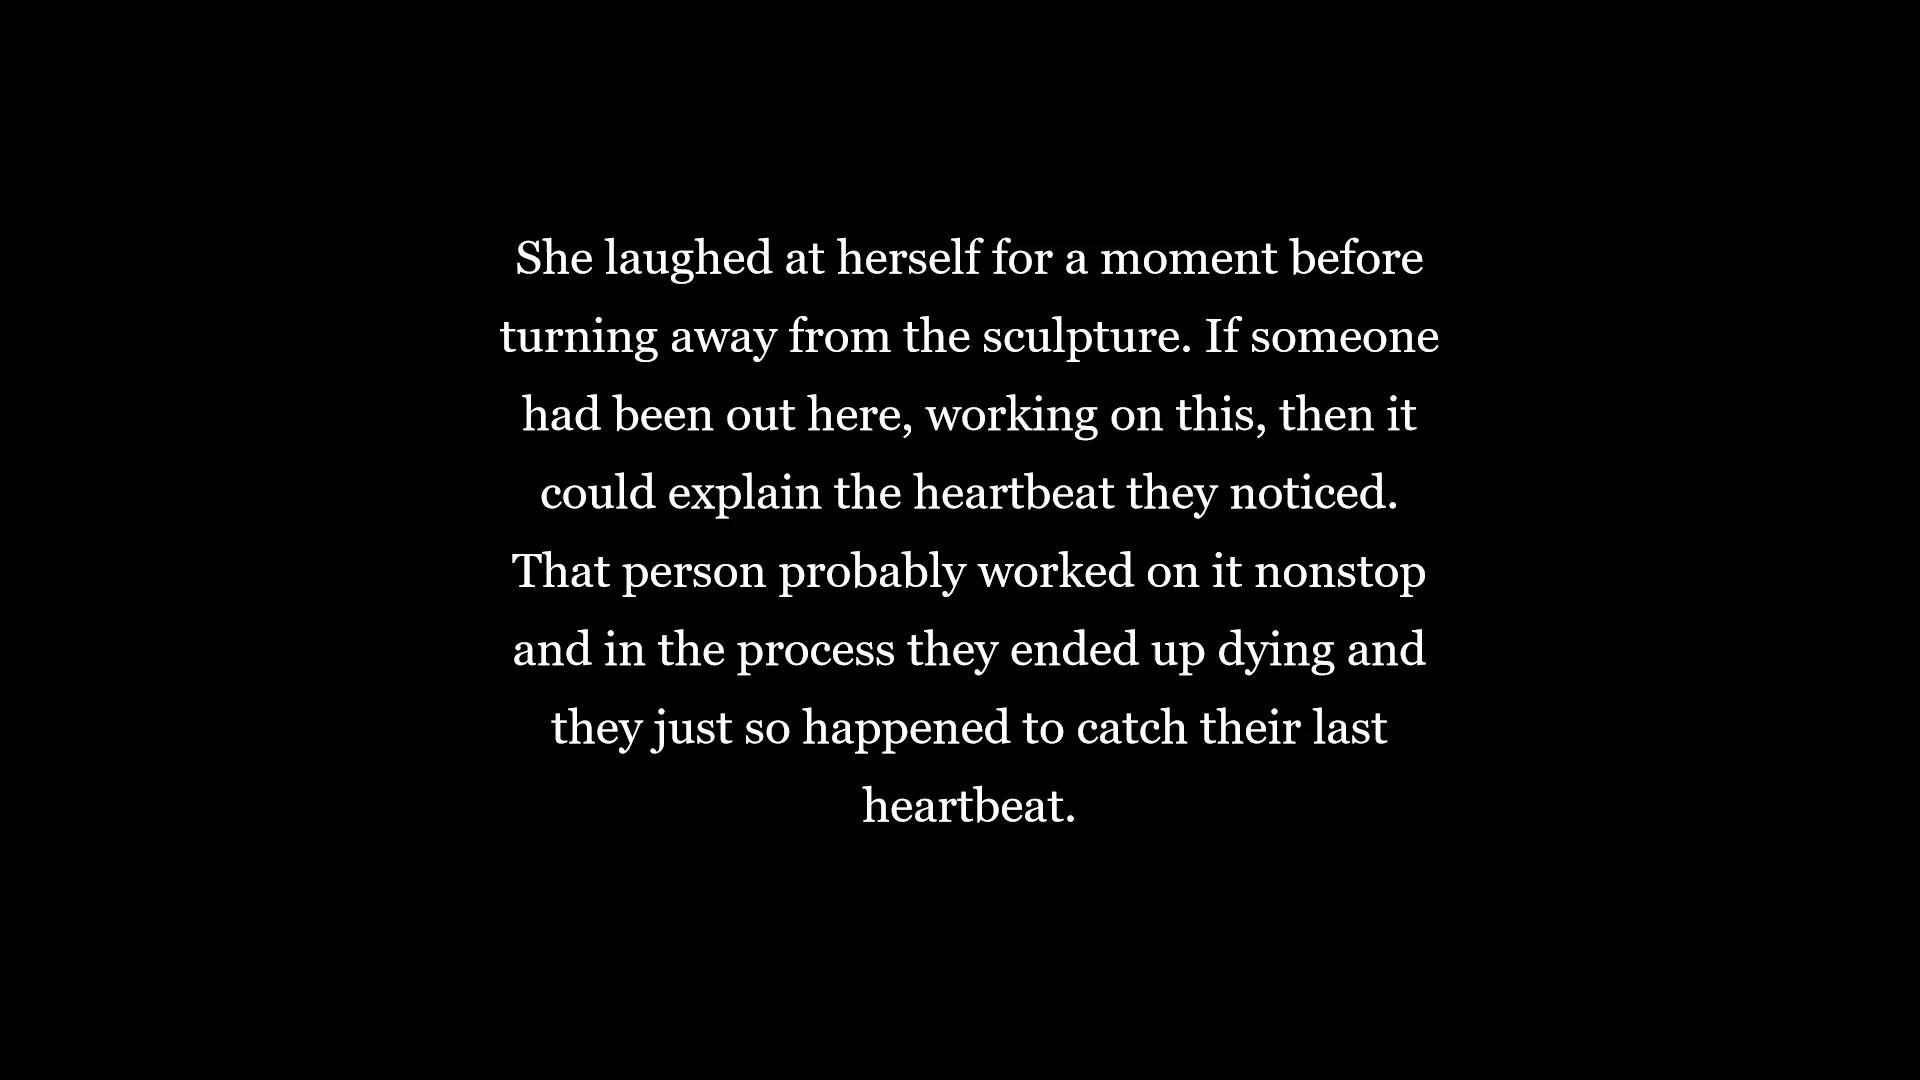 She laughed at herself for a moment before
turning away from the sculpture. If someone
had been out here, working on this, then it
could explain the heartbeat they noticed.
That person probably worked on it nonstop
and in the process they ended up dying and
they just so happened to catch their last
heartbeat.